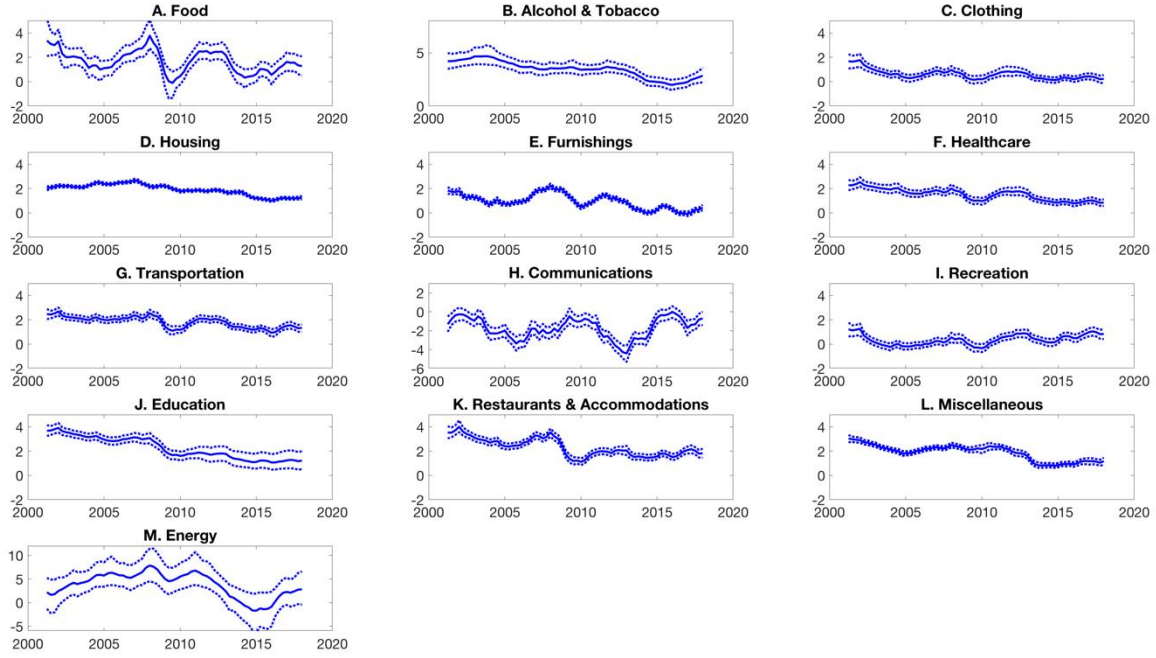 A. Food
4
2
0
-2
2000 2005 2010 2015 2020
B. Alcohol & Tobacco
5
0
2000 2005 2010 2015 2020
C. Clothing
4
2
0
-2
2000 2005 2010 2015 2020
D. Housing
4
2
0
-2
2000 2005 2010 2015 2020
E. Furnishings
4
2
0
-2
2000 2005 2010 2015 2020
F. Healthcare
4
2
0
-2
2000 2005 2010 2015 2020
G. Transportation
4
2
0
-2
2000 2005 2010 2015 2020
H. Communications
2
0
-2
-4
-6
2000 2005 2010 2015 2020
I. Recreation
4
2
0
-2
2000 2005 2010 2015 2020
J. Education
4
2
0
-2
2000 2005 2010 2015 2020
K. Restaurants & Accommodations
4
2
0
-2
2000 2005 2010 2015 2020
L. Miscellaneous
4
2
0
-2
2000 2005 2010 2015 2020
M. Energy
10
5
0
-5
2000 2005 2010 2015 2020